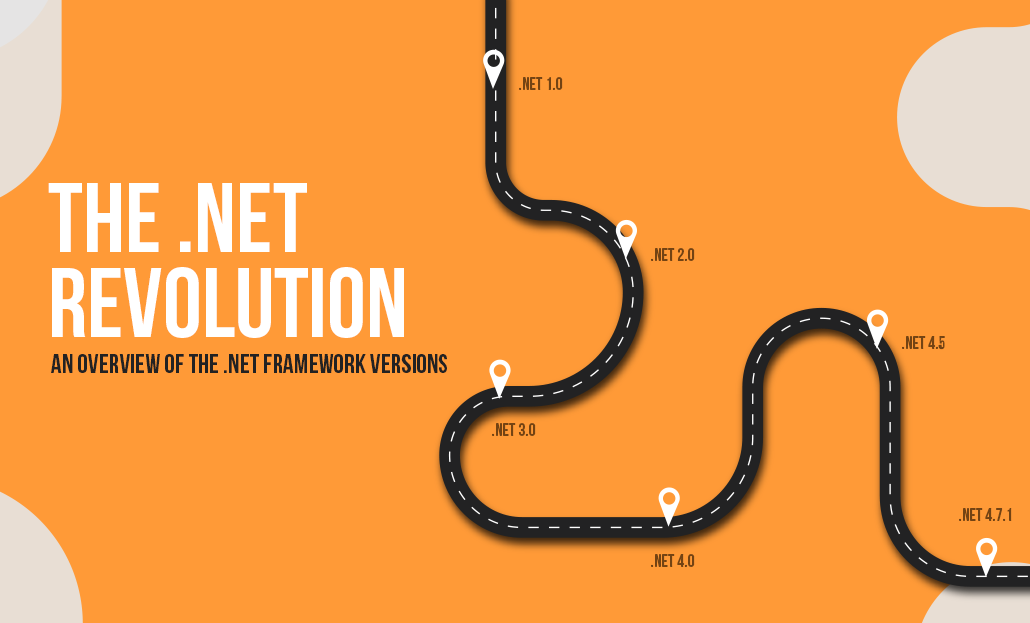 THE .NET
REVOLUTION
AN OVERVIEW OF THE .NET FRAMEWORK VERSIONS
.NET 1.0
.NET 2.0
.NET 3.0
.NET 4.0
.NET 4.5
.NET 4.7.1